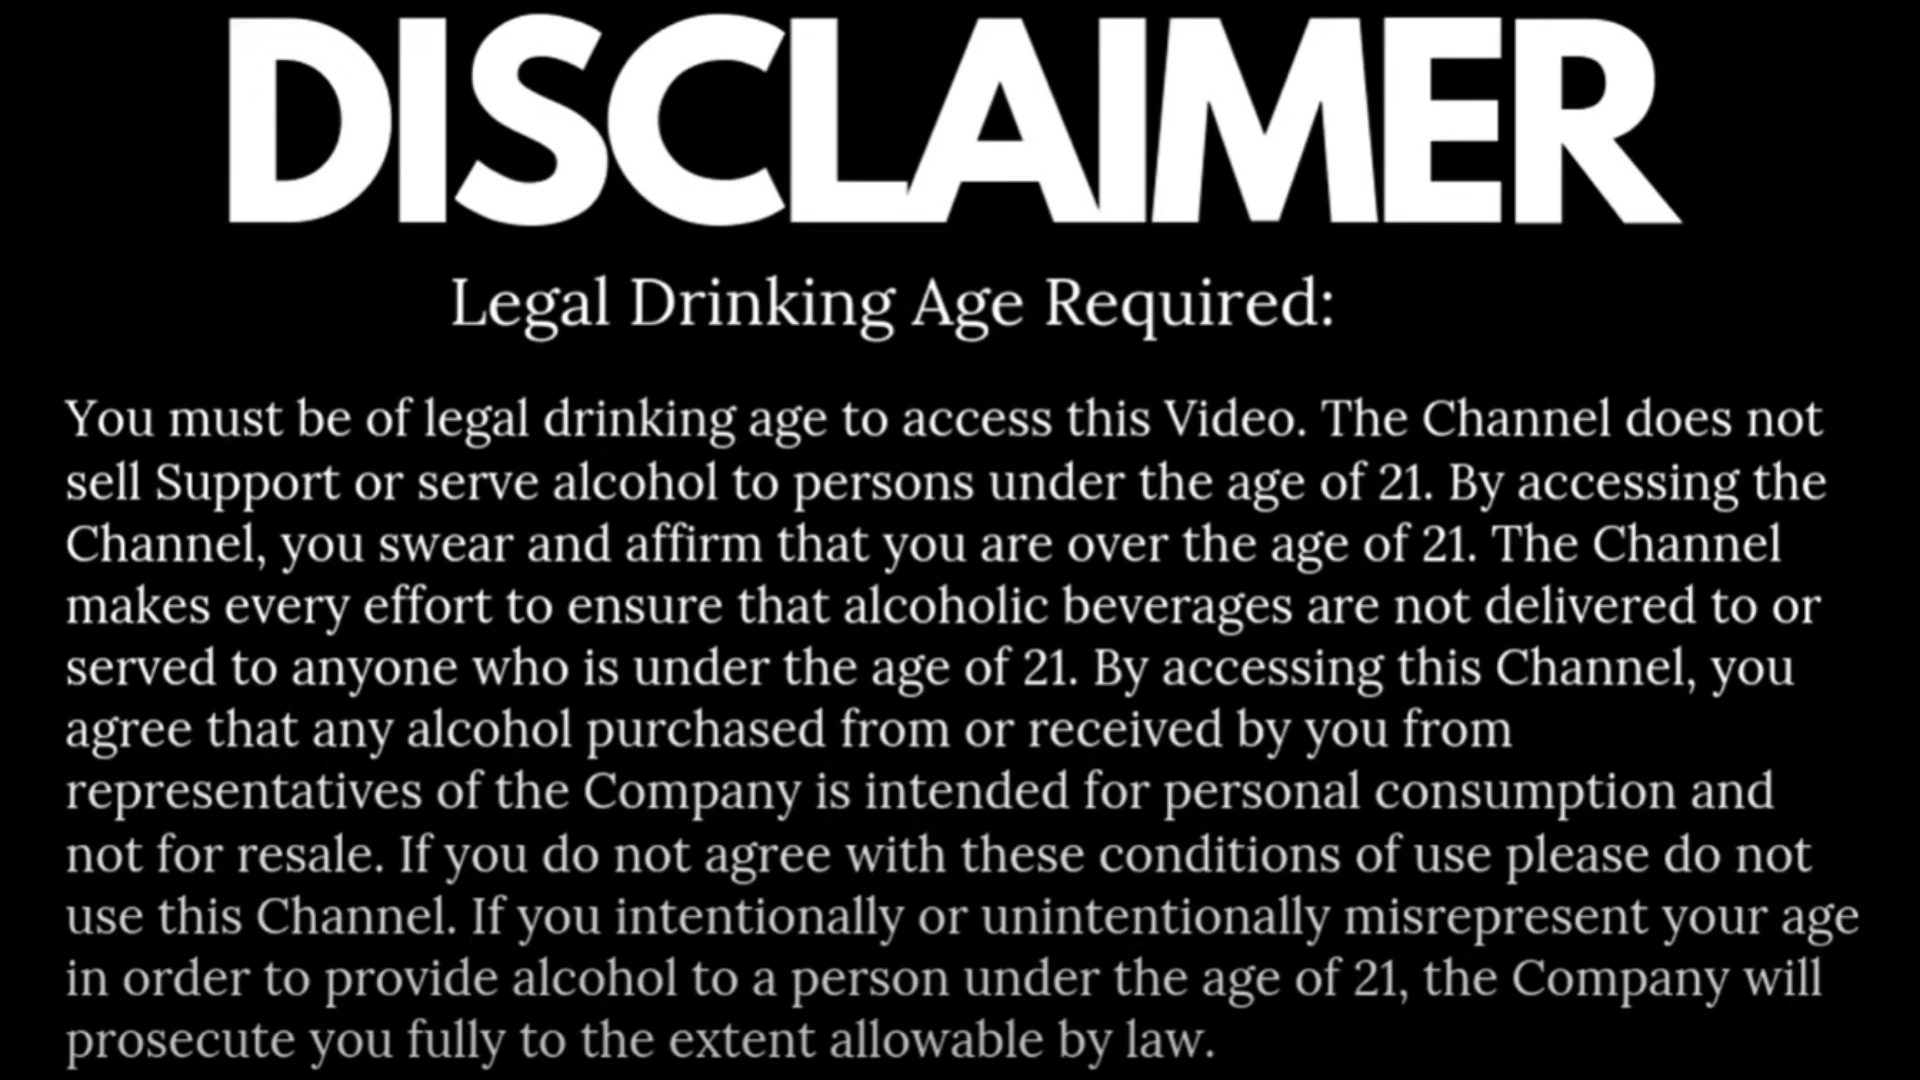 DISCLAIMER
Legal Drinking Age Required:
You must be of legal drinking age to access this Video. The Channel does not
sell Support or serve alcohol to persons under the age of 21. By accessing the
Channel, you swear and affirm that you are over the age of 21. The Channel
makes every effort to ensure that alcoholic beverages are not delivered to or
served to anyone who is under the age of 21. By accessing this Channel, you
agree that any alcohol purchased from or received by you from
representatives of the Company is intended for personal consumption and
not for resale. If you do not agree with these conditions of use please do not
use this Channel. If you intentionally or unintentionally misrepresent your age
in order to provide alcohol to a person under the age of 21, the Company will
prosecute you fully to the extent allowable by law.